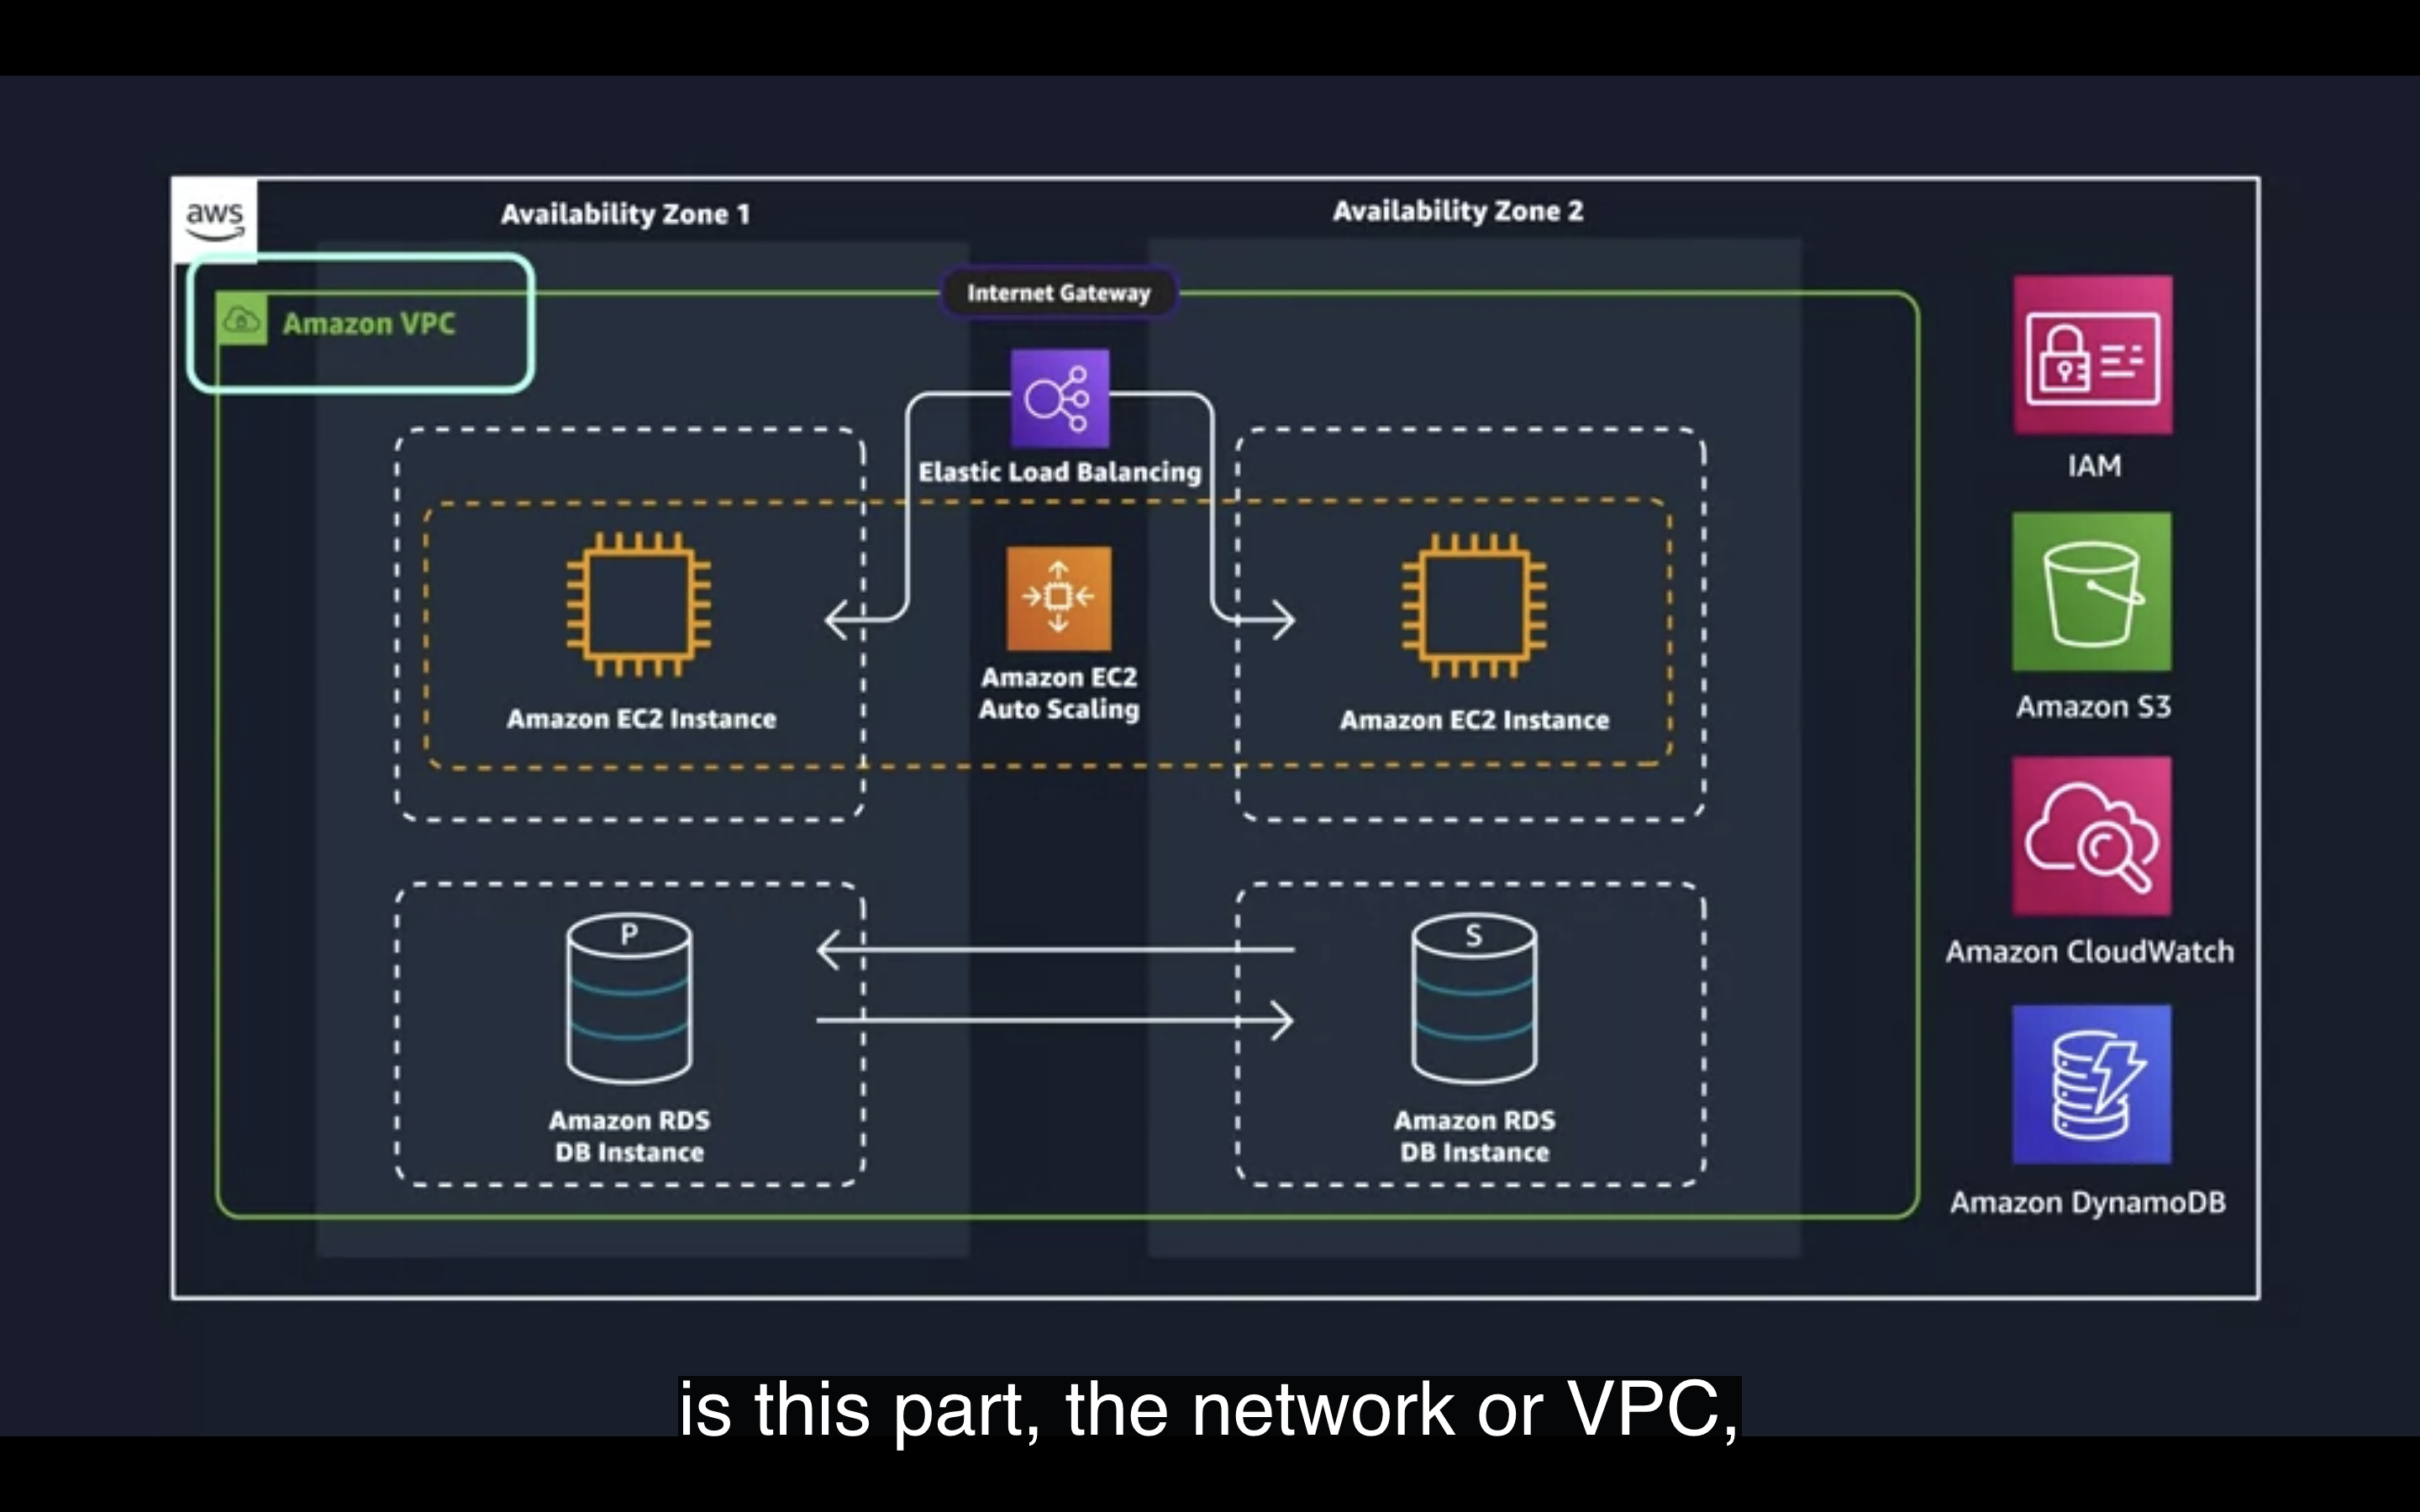 aws
Availability Zone 1
Availability Zone 2
Internet Gateway
Amazon VPC
Elastic Load Balancing
IAM
Amazon EC2 Instance
Amazon EC2
Auto Scaling
Amazon EC2 Instance
Amazon S3
P
S
Amazon CloudWatch
Amazon RDS
DB Instance
Amazon RDS
DB Instance
Amazon DynamoDB
is this part, the network or VPC,